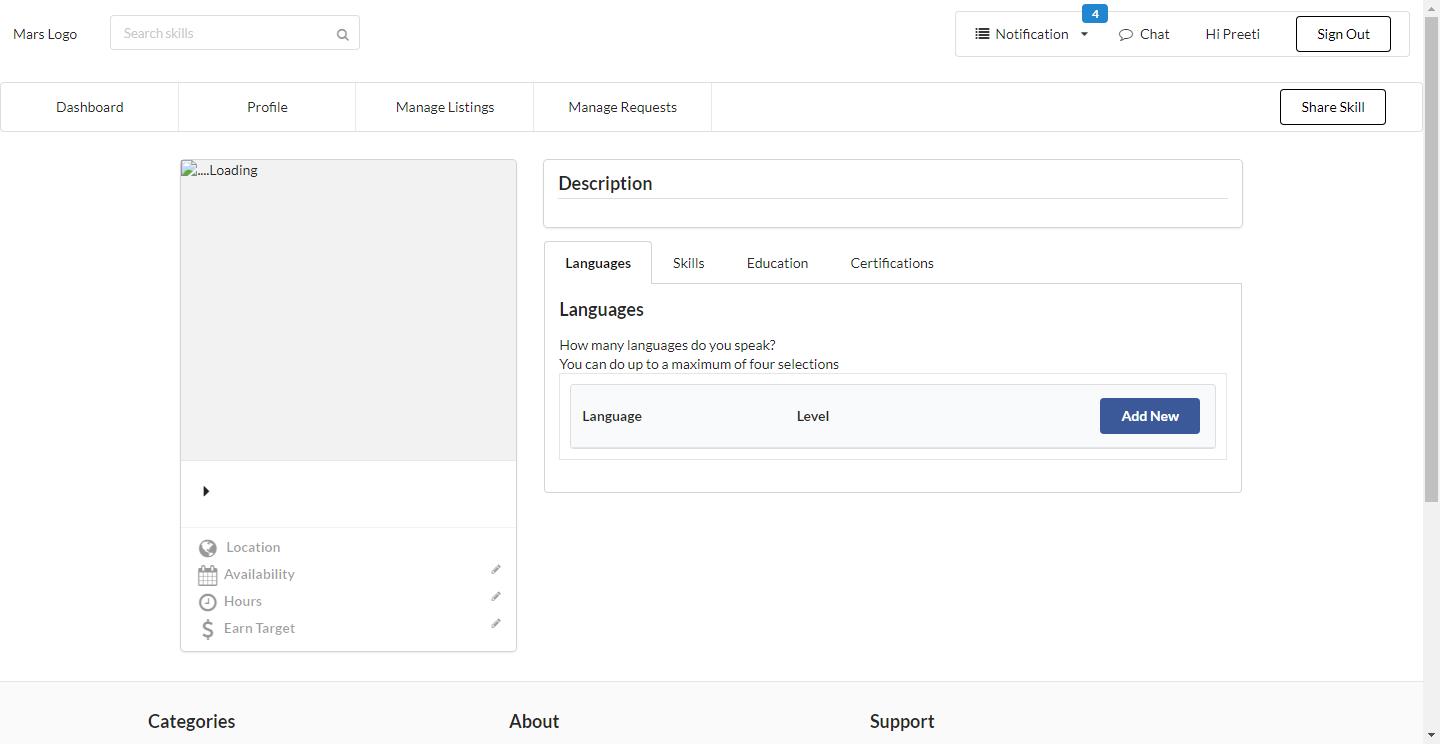 4
Mars Logo
Search skills
Notification
Chat
Hi Preeti
Sign Out
Dashboard
Profile
Manage Listings
Manage Requests
Share Skill
....Loading
Description
Languages
Skills
Education
Certifications
Languages
How many languages do you speak?
You can do up to a maximum of four selections
Language
Level
Add New
Location
Availability
Hours
Earn Target
Categories
About
Support